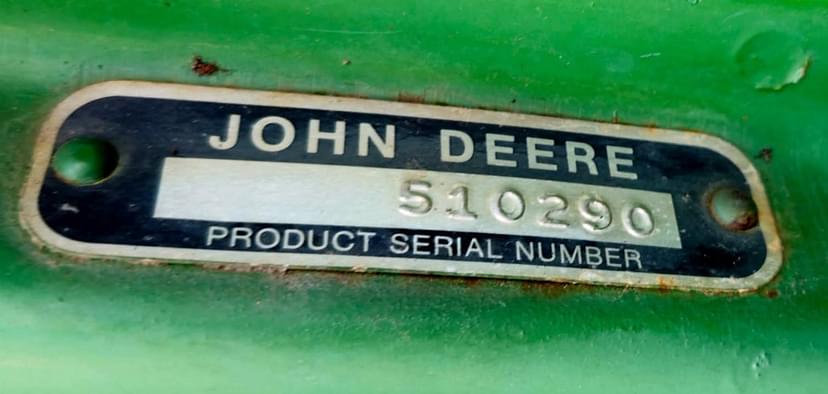 JOHN DEERE
510290
PRODUCT SERIAL NUMBER